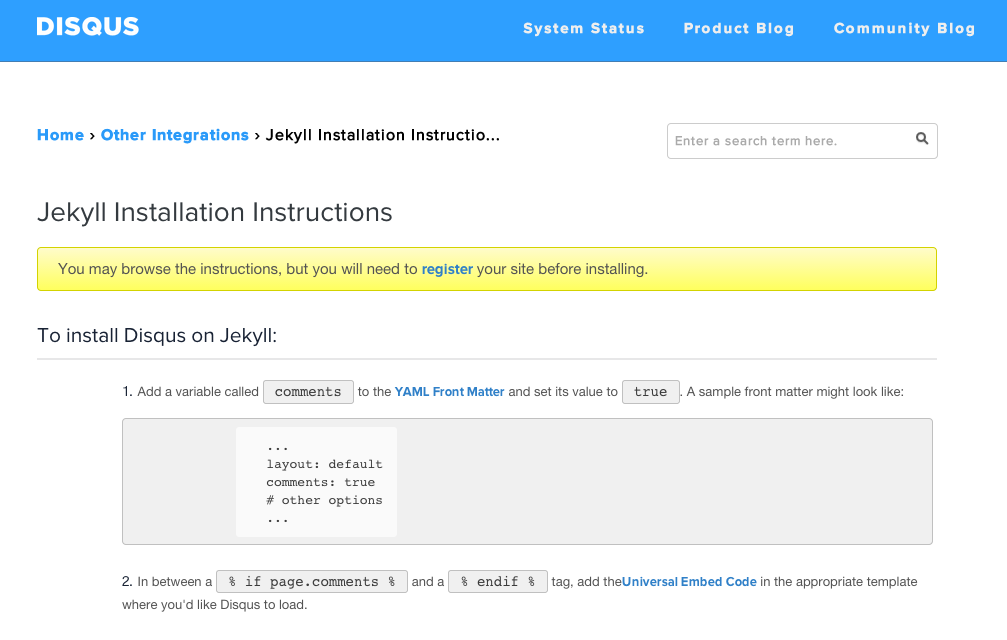 DISQUS
System Status Product Blog Community Blog
Home › Other Integrations › Jekyll Installation Instructio...
Enter a search term here.
Jekyll Installation Instructions
You may browse the instructions, but you will need to register your site before installing.
To install Disqus on Jekyll:
1. Add a variable called comments to the YAML Front Matter and set its value to true. A sample front matter might look like:
...
layout: default
comments: true
# other options
...
2. In between a % if page.comments % and a % endif % tag, add theUniversal Embed Code in the appropriate template
where you'd like Disqus to load.